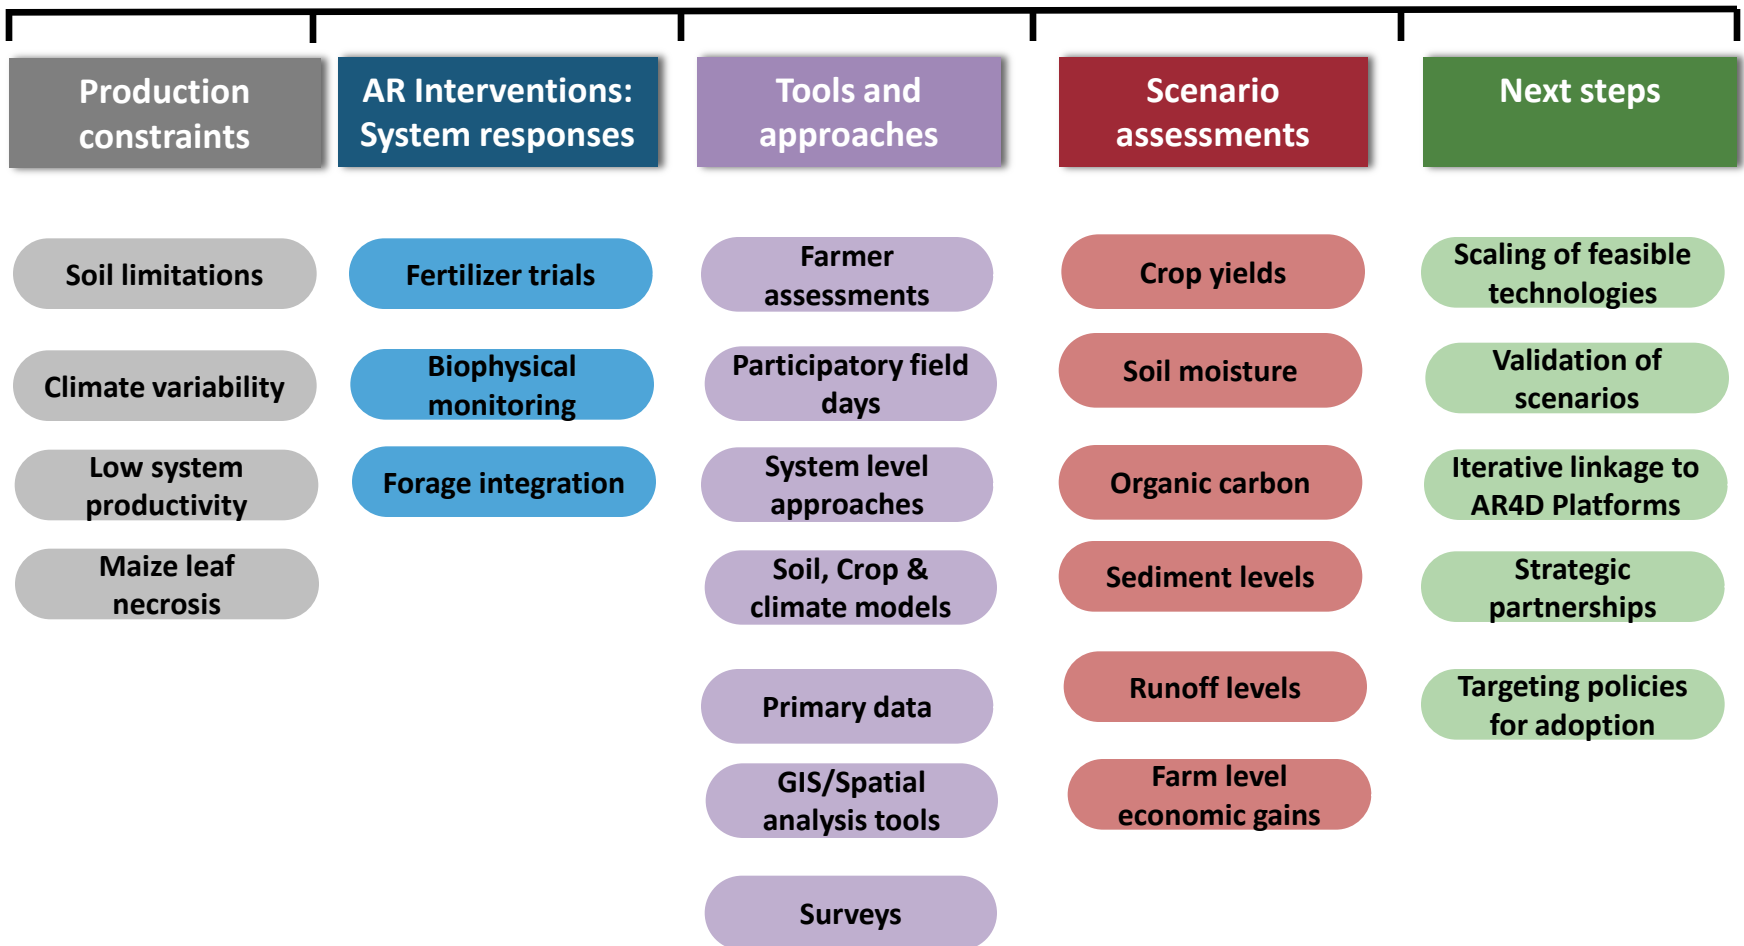 Production
constraints
AR Interventions:
System responses
Tools and
approaches
Scenario
assessments
Next steps
Soil limitations
Climate variability
Low system
productivity
Maize leaf
necrosis
Fertilizer trials
Biophysical
monitoring
Forage integration
Farmer
assessments
Participatory field
days
System level
approaches
Soil, Crop &
climate models
Primary data
GIS/Spatial
analysis tools
Surveys
Crop yields
Soil moisture
Organic carbon
Sediment levels
Runoff levels
Farm level
economic gains
Scaling of feasible
technologies
Validation of
scenarios
Iterative linkage to
AR4D Platforms
Strategic
partnerships
Targeting policies
for adoption